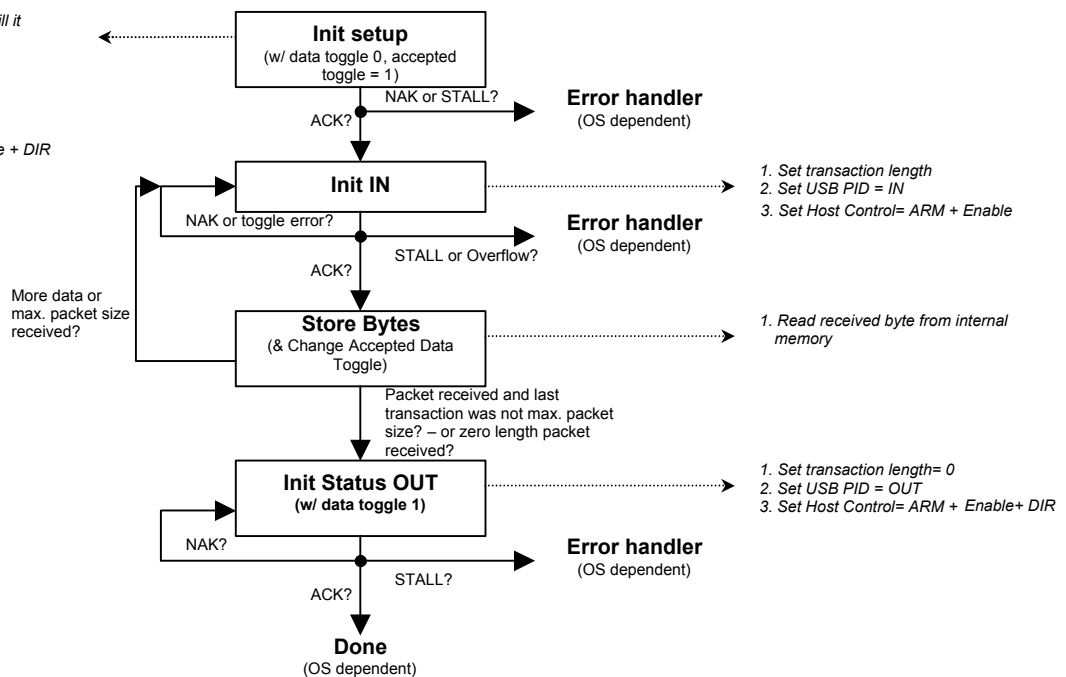 ill it
Init setup
(w/ data toggle 0, accepted
toggle = 1)
NAK or STALL?
Error handler
(OS dependent)
ACK?
e + DIR
Init IN
1. Set transaction length
2. Set USB PID = IN
3. Set Host Control= ARM + Enable
NAK or toggle error?
Error handler
(OS dependent)
STALL or Overflow?
ACK?
More data or
max. packet size
received?
Store Bytes
(& Change Accepted Data
Toggle)
1. Read received byte from internal
memory
Packet received and last
transaction was not max. packet
size? – or zero length packet
received?
Init Status OUT
(w/ data toggle 1)
1. Set transaction length= 0
2. Set USB PID = OUT
3. Set Host Control= ARM + Enable+ DIR
NAK?
Error handler
(OS dependent)
STALL?
ACK?
Done
(OS dependent)